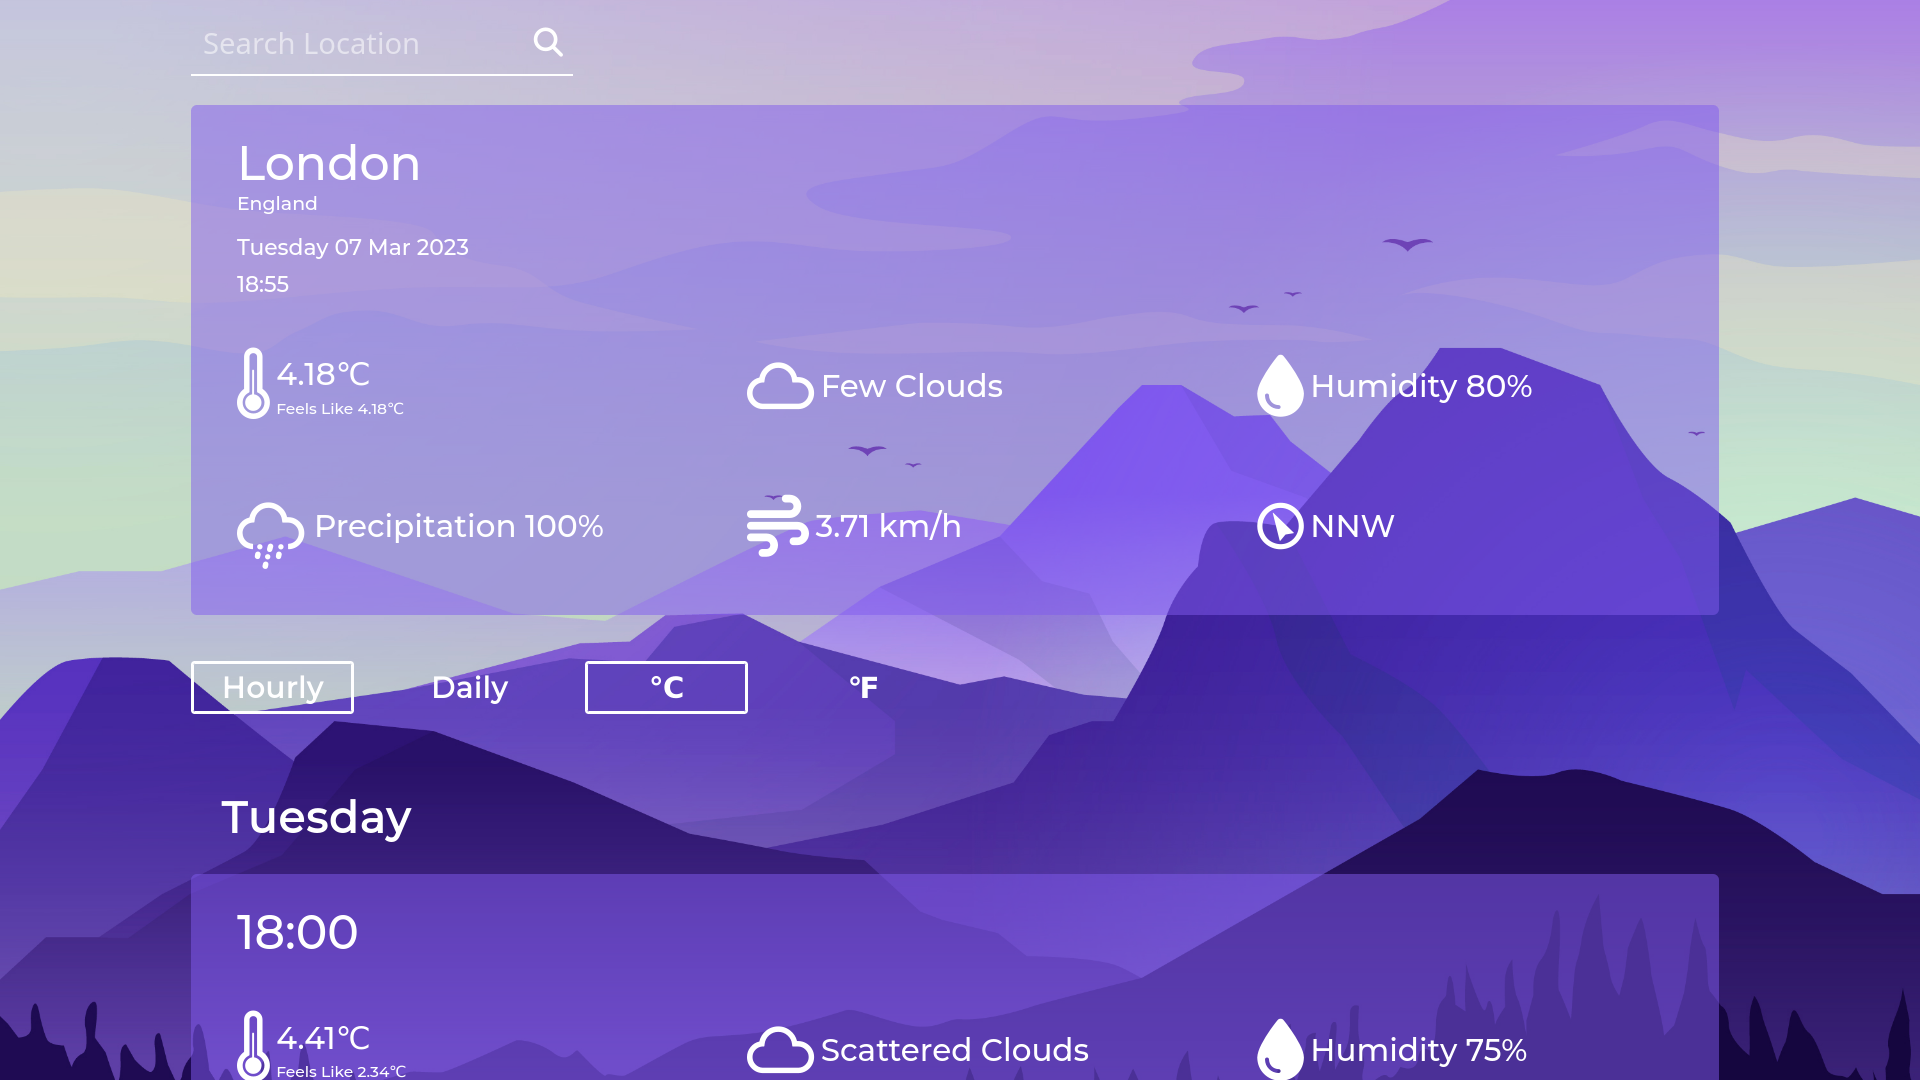 Search Location
London
England
Tuesday 07 Mar 2023
18:55
4.18°C
Feels Like 4.18°C
Few Clouds
Humidity 80%
Precipitation 100%
3.71 km/h
NNW
Hourly
Daily
°C
°F
Tuesday
18:00
4.41°C
Feels Like 2.34°C
Scattered Clouds
Humidity 75%